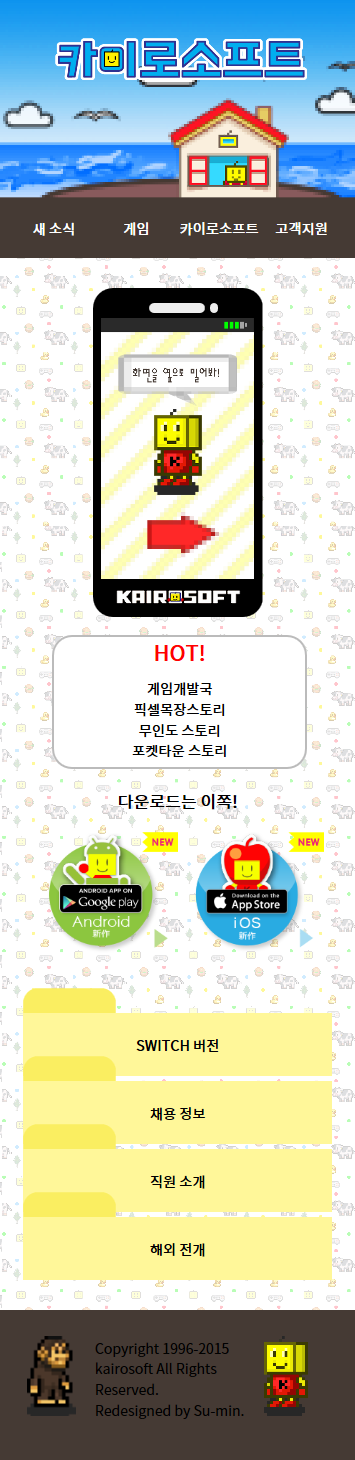 카이로소프트
새 소식 게임 카이로소프트 고객지원
화면을 옆으로 밀어봐!
KAIROSOFT
HOT!
게임개발국
픽셀목장스토리
무인도 스토리
포켓타운 스토리
다운로드는 이쪽!
NEW
ANDROID APP ON
Google play
Android
新作
NEW
Download on the
App Store
iOS
新作
SWITCH 버전
채용 정보
직원 소개
해외 전개
Copyright 1996-2015
kairosoft All Rights
Reserved.
Redesigned by Su-min.